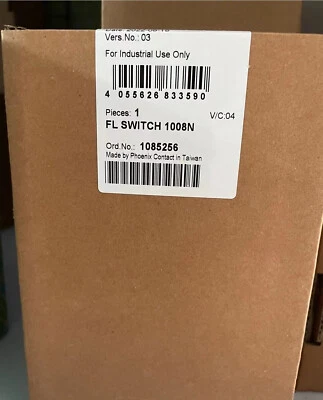 Vers.No.: 03
For Industrial Use Only
4 055626 833590
Pieces: 1
V/C:04
FL SWITCH 1008N
Ord.No.: 1085256
Made by Phoenix Contact in Taiwan